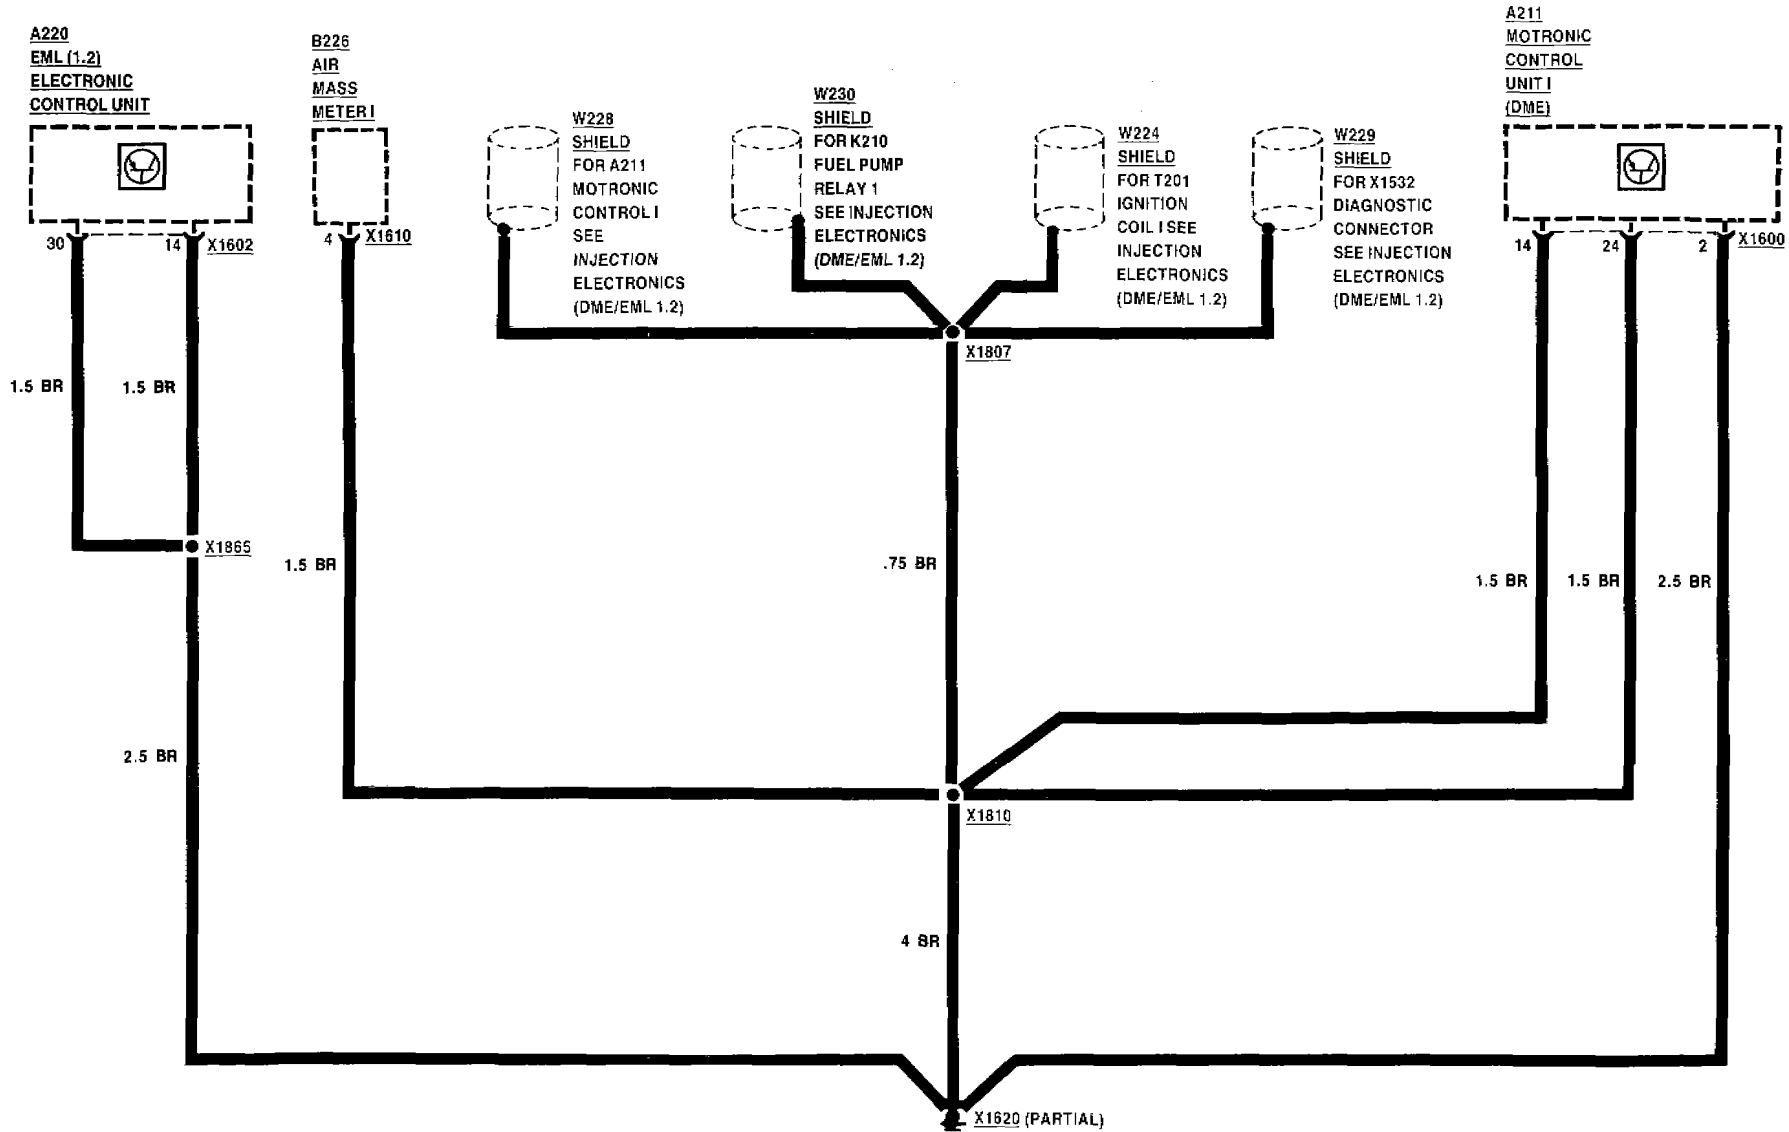 A220
EML (1.2)
ELECTRONIC
CONTROL UNIT
B226
AIR
MASS
METER I
W228
SHIELD
FOR A211
MOTRONIC
CONTROL I
SEE
INJECTION
ELECTRONICS
(DME/EML 1.2)
W230
SHIELD
FOR K210
FUEL PUMP
RELAY 1
SEE INJECTION
ELECTRONICS
(DME/EML 1.2)
W224
SHIELD
FOR T201
IGNITION
COIL I SEE
INJECTION
ELECTRONICS
(DME/EML 1.2)
W229
SHIELD
FOR X1532
DIAGNOSTIC
CONNECTOR
SEE INJECTION
ELECTRONICS
(DME/EML 1.2)
A211
MOTRONIC
CONTROL
UNIT I
(DME)
30
14
X1602
4
X1610
14
24
2
X1600
X1807
1.5 BR
1.5 BR
X1865
1.5 BR
.75 BR
1.5 BR
1.5 BR
2.5 BR
2.5 BR
X1810
4 BR
X1620 (PARTIAL)